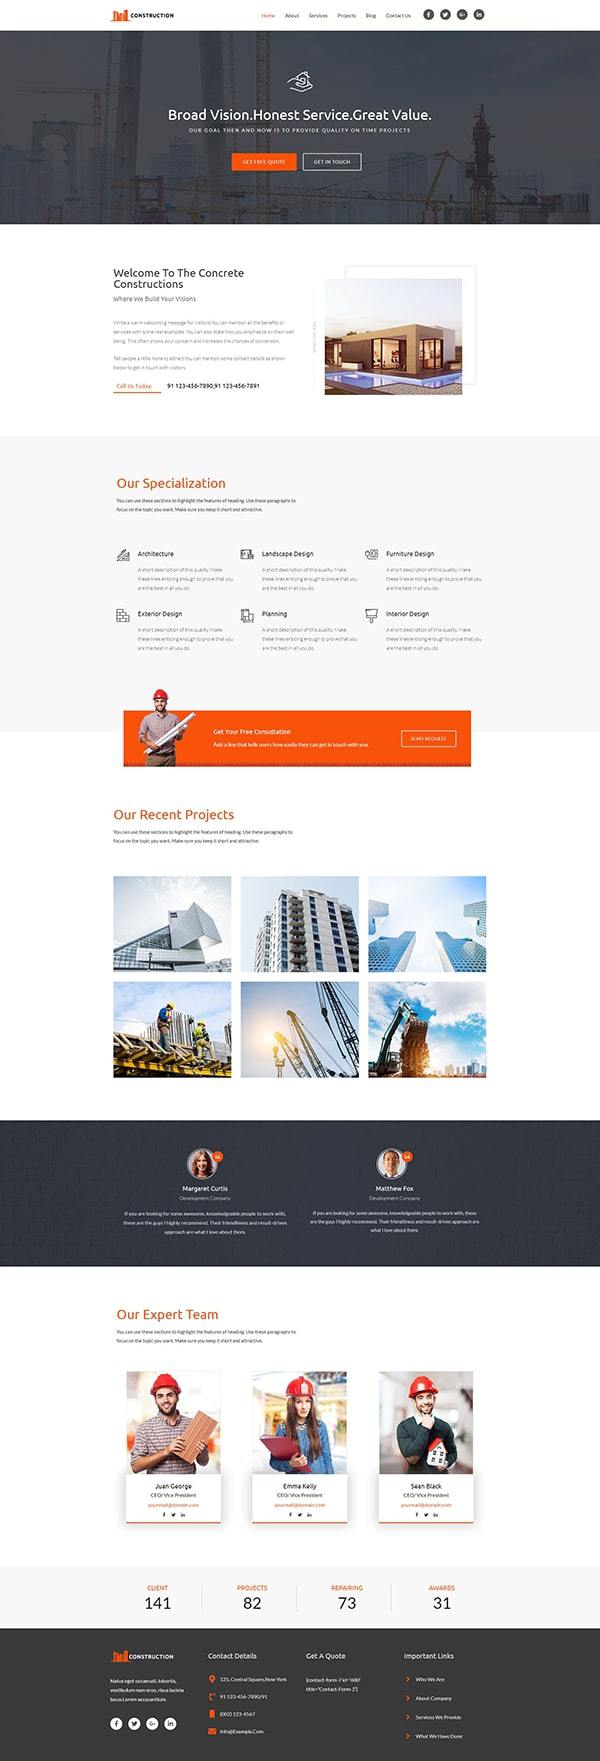 CONSTRUCTION
Home About Services Projects Blog Contact Us
Broad Vision.Honest Service.Great Value.
OUR GOAL THEN AND NOW IS TO PROVIDE QUALITY ON TIME PROJECTS
GET FREE QUOTE GET IN TOUCH
Welcome To The Concrete
Constructions
Where We Build Your Visions
Write a warm welcoming message for visitors.You can mention all the benefits or
services with some real examples. You can also state how you emphasize on their well
being. This often shows your concern and increases the chances of conversion.
Tell people a little more to attract.You can mention some contact details as shown
below to get in touch with visitors
Call Us Today: 91 123-456-7890,91 123-456-7891
Our Specialization
You can use these sections to highlight the features of heading. Use these paragraphs to
focus on the topic you want. Make sure you keep it short and attractive.
Architecture
A short description of this quality. Make
these lines enticing enough to prove that you
are the best in all you do.
Landscape Design
A short description of this quality. Make
these lines enticing enough to prove that you
are the best in all you do.
Furniture Design
A short description of this quality. Make
these lines enticing enough to prove that you
are the best in all you do.
Exterior Design
A short description of this quality. Make
these lines enticing enough to prove that you
are the best in all you do.
Planning
A short description of this quality. Make
these lines enticing enough to prove that you
are the best in all you do.
Interior Design
A short description of this quality. Make
these lines enticing enough to prove that you
are the best in all you do.
Get Your Free Consultation
Add a line that tells users how easily they can get in touch with you.
SEND REQUEST
Our Recent Projects
You can use these sections to highlight the features of heading. Use these paragraphs to
focus on the topic you want. Make sure you keep it short and attractive.
Margaret Curtis
Development Company
If you are looking for some awesome, knowledgeable people to work with,
these are the guys I highly recommend. Their friendliness and result-driven
approach are what I love about them.
Matthew Fox
Development Company
If you are looking for some awesome, knowledgeable people to work with, these
are the guys I highly recommend. Their friendliness and result-driven approach are
what I love about them.
Our Expert Team
You can use these sections to highlight the features of heading. Use these paragraphs to
focus on the topic you want. Make sure you keep it short and attractive.
Juan George
CEO/ Vice President
yourmail@domain.com
Emma Kelly
CEO/ Vice President
yourmail@domain.com
Sean Black
CEO/ Vice President
yourmail@domain.com
CLIENT
141
PROJECTS
82
REPAIRING
73
AWARDS
31
CONSTRUCTION
Natus eget occaecati, lobortis,
vestibulum nam eros, risus lacinia
lacus.Lorem accusantium.
Contact Details
125, Central Square,New York
91 123-456-7890/91
(800) 123-4567
Info@Example.Com
Get A Quote
[contact-form-7 id='600'
title='Contact-Form-2']
Important Links
Who We Are
About Company
Services We Provide
What We Have Done